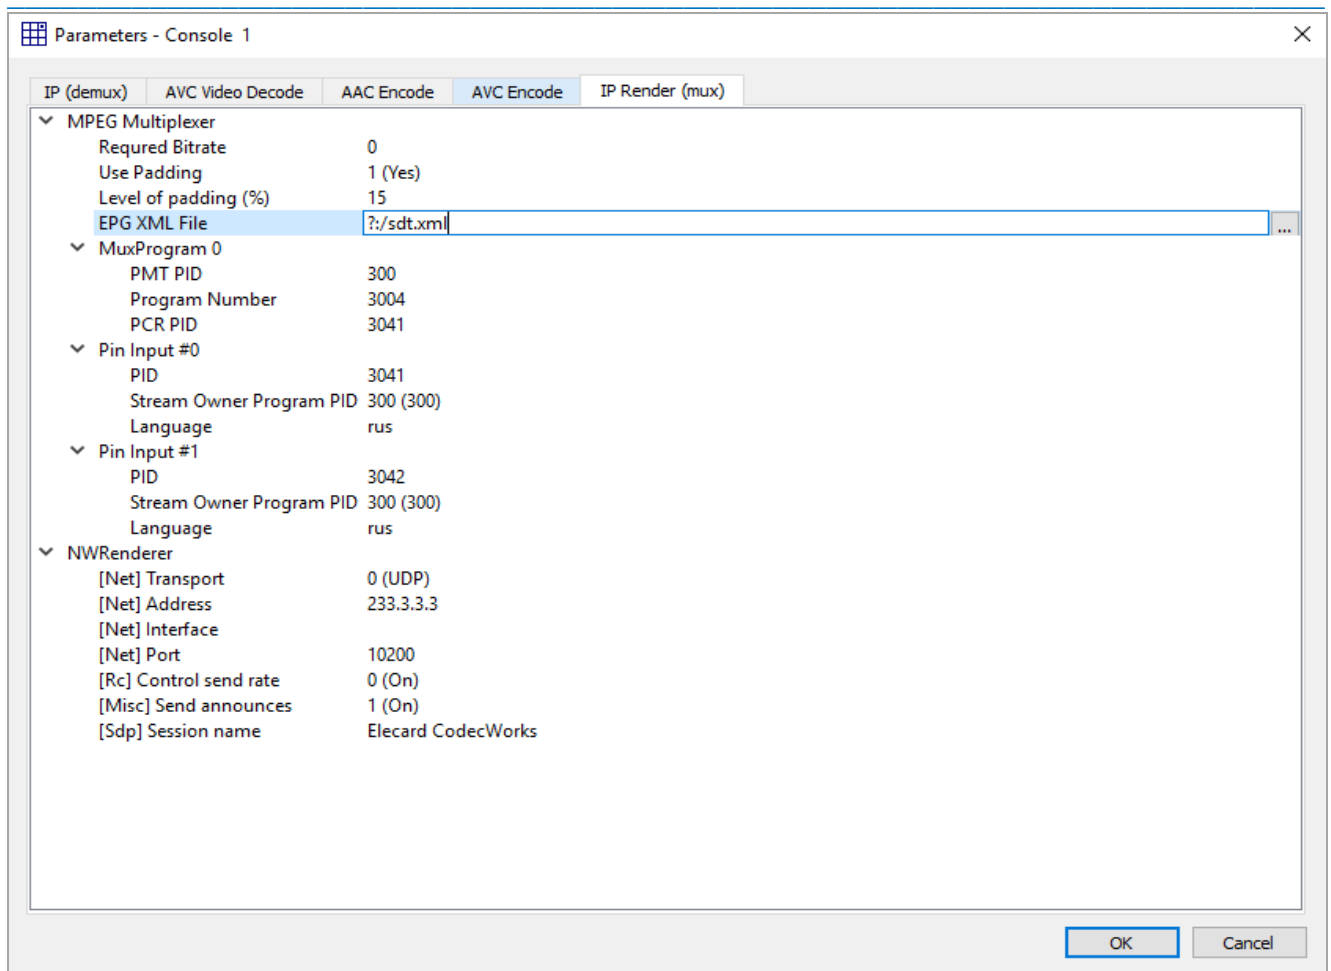 Parameters - Console 1
IP (demux) AVC Video Decode AAC Encode AVC Encode IP Render (mux)
MPEG Multiplexer
Requred Bitrate 0
Use Padding 1 (Yes)
Level of padding (%) 15
EPG XML File ?:/sdt.xml ...
MuxProgram 0
PMT PID 300
Program Number 3004
PCR PID 3041
Pin Input #0
PID 3041
Stream Owner Program PID 300 (300)
Language rus
Pin Input #1
PID 3042
Stream Owner Program PID 300 (300)
Language rus
NWRenderer
[Net] Transport 0 (UDP)
[Net] Address 233.3.3.3
[Net] Interface
[Net] Port 10200
[Rc] Control send rate 0 (On)
[Misc] Send announces 1 (On)
[Sdp] Session name Elecard CodecWorks
OK Cancel